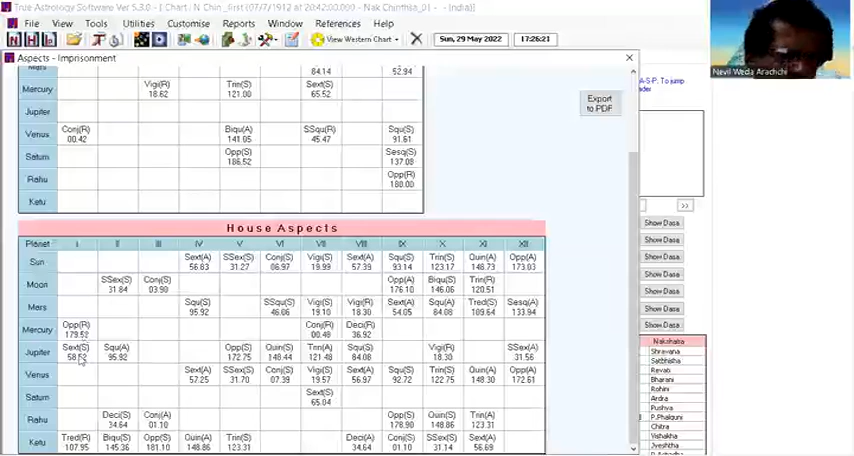 True Astrology Software Ver 5.3.0 - [ Chart : N Chin _first (07/7/1912 at 20:42:00.000 - Nak Chinthsa_01 - - India)]
File View Tools Utilities Customise Reports Window References Help
View Western Chart Sun, 29 May 2022 17:26:21
Nevil Weda Arachchi
Aspects - Imprisonment
A-S-P. To jump
84.14 52.94
Mercury Vigi(R) Trin(S) Sext(S)
18.62 121.00 65.52
Export
to PDF
Jupiter
Venus Conj(R) Biqu(A) SSqu(R) Squ(S)
00.42 141.05 45.47 91.61
Saturn Opp(S) Sesq(S)
186.52 137.08
Rahu Opp(R)
180.00
Ketu
>>
House Aspects
Show Dasa
Planet I II III IV V VI VII VIII IX X XI XII
Show Dasa
Sun Sext(A) SSex(S) Conj(S) Vigi(S) Sext(A) Squ(S) Trin(S) Quin(A) Opp(A)
56.83 31.27 06.97 19.99 57.39 93.14 123.17 148.73 173.03
Show Dasa
Moon SSex(S) Conj(S) Opp(A) Biqu(S) Trin(R)
31.84 03.90 176.10 146.06 120.51
Show Dasa
Mars Squ(S) SSqu(S) Vigi(S) Vigi(R) Sext(A) Squ(A) Tred(S) Sesq(A)
95.92 46.06 19.10 18.30 54.05 84.08 109.64 133.94
Show Dasa
Mercury Opp(R) Conj(R) Deci(R)
179.52 00.48 36.92
Show Dasa
Nakshatra
Jupiter Sext(S) Squ(A) Opp(S) Quin(S) Trin(A) Squ(S) Vigi(R) SSex(A)
95.92 172.75 148.44 121.48 84.08 18.30 31.56
Shravana
Satbhisha
Revati
Venus Sext(A) SSex(S) Conj(S) Vigi(S) Sext(A) Squ(S) Trin(S) Quin(A) Opp(A)
57.25 31.70 07.39 19.57 56.97 92.72 122.75 148.30 172.61
Bharani
Rohini
Ardra
Saturn Sext(S)
65.04
Pushya
P.Phalguni
Rahu Deci(S) Conj(A) Opp(S) Quin(S) Trin(A)
34.64 01.10 178.90 148.86 123.31
Chitra
Vishakha
Ketu Tred(R) Biqu(S) Opp(S) Quin(A) Trin(S) Deci(A) Conj(S) SSex(S) Sext(A)
107.95 145.36 181.10 148.86 123.31 34.64 01.10 31.14 56.69
Jyeshtha